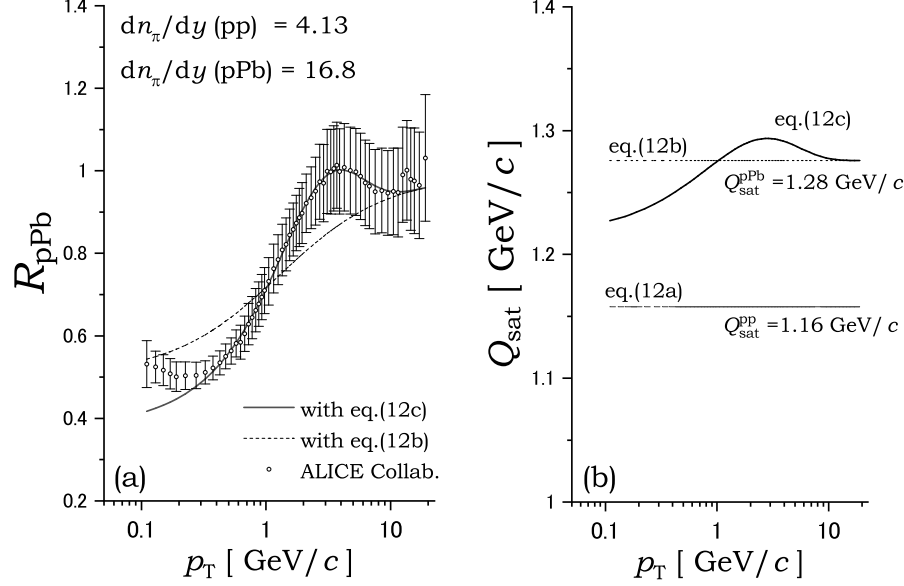 dn_π/dy (pp) = 4.13
dn_π/dy (pPb) = 16.8
1.4
1.2
1
0.8
0.6
0.4
0.2
R_pPb
with eq.(12c)
with eq.(12b)
ALICE Collab.
(a)
0.1 1 10
p_T [ GeV/c ]
1.4
1.3
1.2
1.1
1
Q_sat [ GeV/c ]
eq.(12c)
eq.(12b)
Q_sat^pPb =1.28 GeV/c
eq.(12a)
Q_sat^pp =1.16 GeV/c
(b)
0.1 1 10
p_T [ GeV/c ]